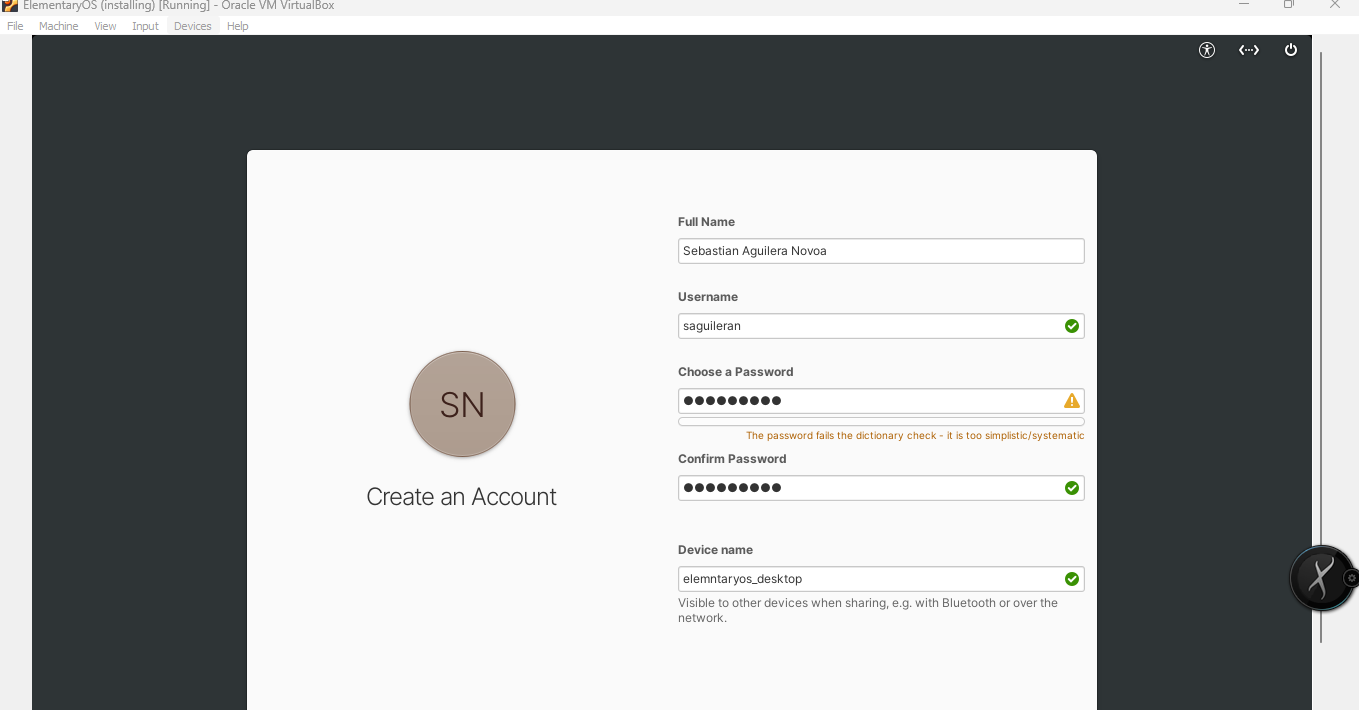 ElementaryOS (installing) [Running] - Oracle VM VirtualBox
File Machine View Input Devices Help
Full Name
Sebastian Aguilera Novoa
Username
saguileran
Choose a Password
The password fails the dictionary check - it is too simplistic/systematic
Confirm Password
SN
Create an Account
Device name
elemntaryos_desktop
Visible to other devices when sharing, e.g. with Bluetooth or over the
network.